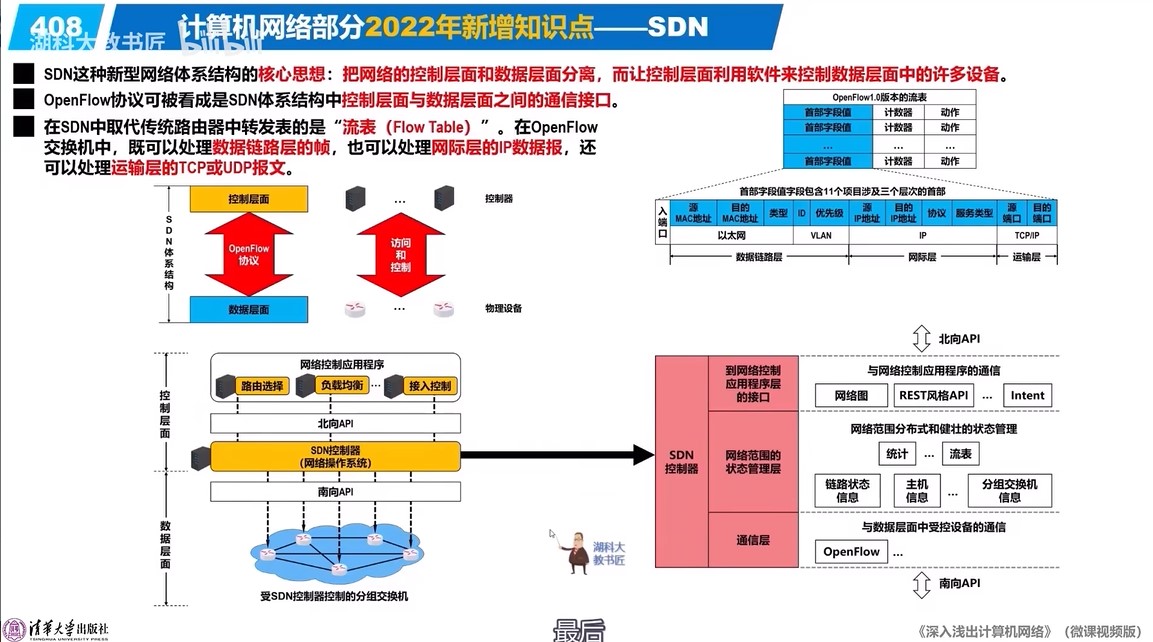 408 计算机网络部分2022年新增知识点——SDN
湖科大教书匠 bilibili
SDN这种新型网络体系结构的核心思想：把网络的控制层面和数据层面分离，而让控制层面利用软件来控制数据层面中的许多设备。
OpenFlow协议可被看成是SDN体系结构中控制层面与数据层面之间的通信接口。
在SDN中取代传统路由器中转发表的是“流表（Flow Table）”。在OpenFlow
交换机中，既可以处理数据链路层的帧，也可以处理网际层的IP数据报，还
可以处理运输层的TCP或UDP报文。
OpenFlow1.0版本的流表
首部字段值 计数器 动作
首部字段值 计数器 动作
... ... ...
首部字段值 计数器 动作
首部字段值字段包含11个项目涉及三个层次的首部
入端口
源MAC地址 目的MAC地址 类型 ID 优先级 源IP地址 目的IP地址 协议 服务类型 源端口 目的端口
以太网 VLAN IP TCP/IP
数据链路层 网际层 运输层
SDN体系结构
控制层面
OpenFlow
协议
数据层面
... 控制器
访问
和
控制
... 物理设备
控制层面
数据层面
网络控制应用程序
路由选择 负载均衡 ... 接入控制
北向API
SDN控制器
（网络操作系统）
南向API
受SDN控制器控制的分组交换机
北向API
SDN
控制器
到网络控制
应用程序层
的接口
与网络控制应用程序的通信
网络图 REST风格API ... Intent
网络范围的
状态管理层
网络范围分布式和健壮的状态管理
统计 ... 流表
链路状态
信息
主机
信息
...
分组交换机
信息
通信层
与数据层面中受控设备的通信
OpenFlow ...
南向API
湖科大
教书匠
清华大学出版社
TSINGHUA UNIVERSITY PRESS
最后
《深入浅出计算机网络》（微课视频版）